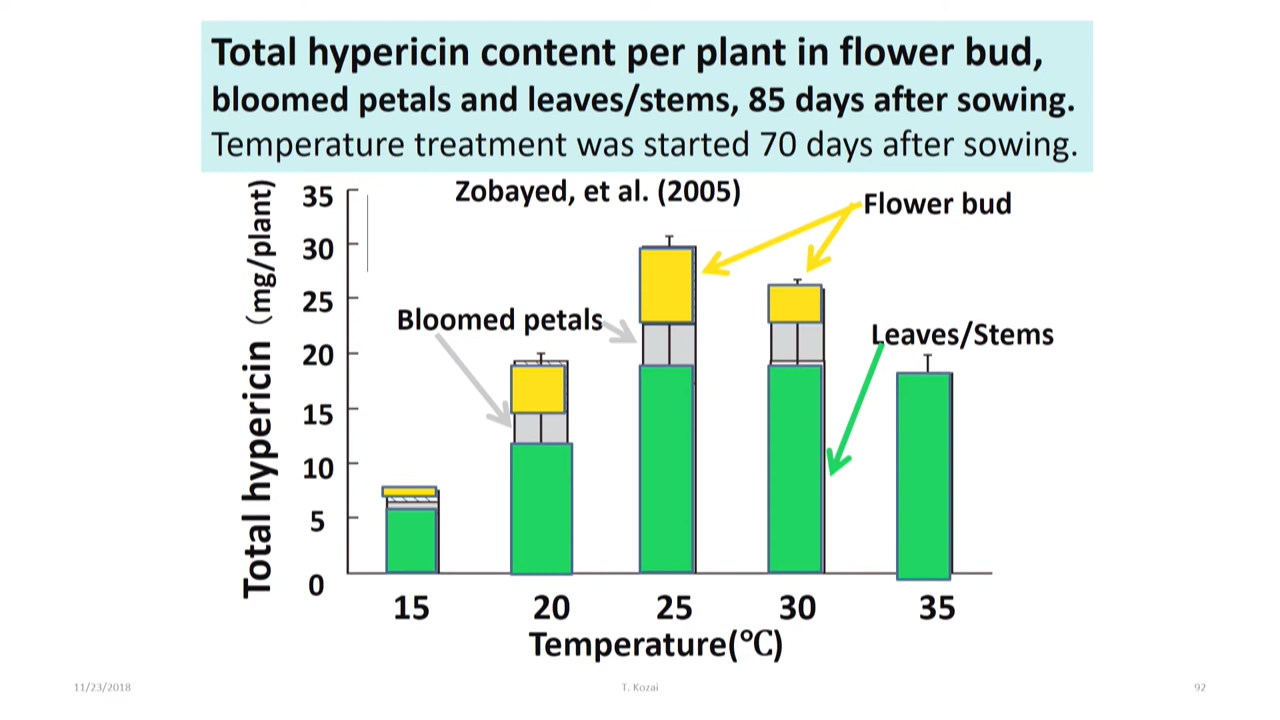 Total hypericin content per plant in flower bud,
bloomed petals and leaves/stems, 85 days after sowing.
Temperature treatment was started 70 days after sowing.
Zobayed, et al. (2005)
Flower bud
Bloomed petals
Leaves/Stems
Total hypericin（mg/plant)
35
30
25
20
15
10
5
0
15 20 25 30 35
Temperature(℃)
11/23/2018 T. Kozai 92